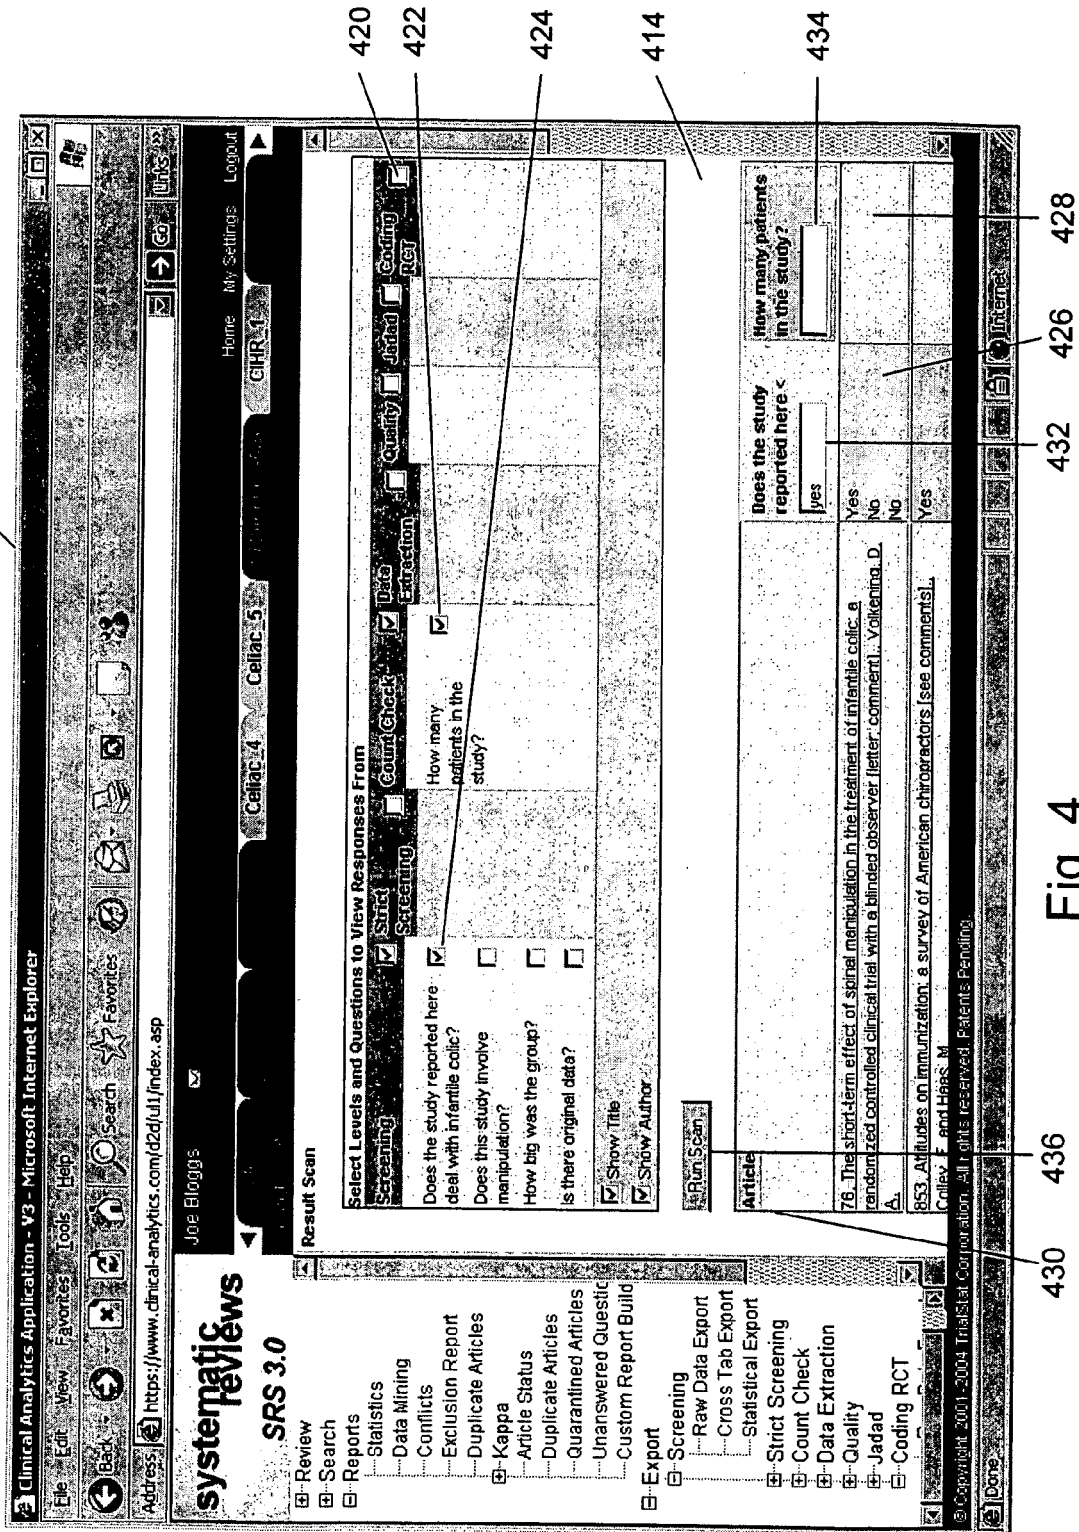 Clinical Analytics Application - V3 - Microsoft Internet Explorer
File Edit View Favorites Tools Help
Back Search Favorites
Address https://www.clinical-analytics.com/d2d/ul1/index.asp Go Links »
systematic
reviews
SRS 3.0
Joe Bloggs
Home My Settings Logout
Celiac_4 Celiac_5 CIHR_1
Review
Search
Reports
Statistics
Data Mining
Conflicts
Exclusion Report
Duplicate Articles
Kappa
Article Status
Duplicate Articles
Quarantined Articles
Unanswered Questic
Custom Report Build
Export
Screening
Raw Data Export
Cross Tab Export
Statistical Export
Strict Screening
Count Check
Data Extraction
Quality
Jadad
Coding RCT
Result Scan
Select Levels and Questions to View Responses From
Screening
Strict
Screening
Count Check
Data
Extraction
Quality
Jadad
Coding
RCT
Does the study reported here
deal with infantile colic?
Does this study involve
manipulation?
How big was the group?
Is there original data?
How many
patients in the
study?
Show Title
Show Author
Run Scan
Article
Does the study
reported here <
yes
How many patients
in the study?
76. The short-term effect of spinal manipulation in the treatment of infantile colic: a
randomized controlled clinical trial with a blinded observer [letter; comment].. Volkening, D.
A.
Yes
No
No
853. Attitudes on immunization: a survey of American chiropractors [see comments]..
Colley, F. and Haas, M.
Yes
© Copyright 2001-2004 Trialstat Corporation. All rights reserved. Patents Pending.
Done
Internet
420
422
424
414
434
428
426
432
436
430
Fig. 4